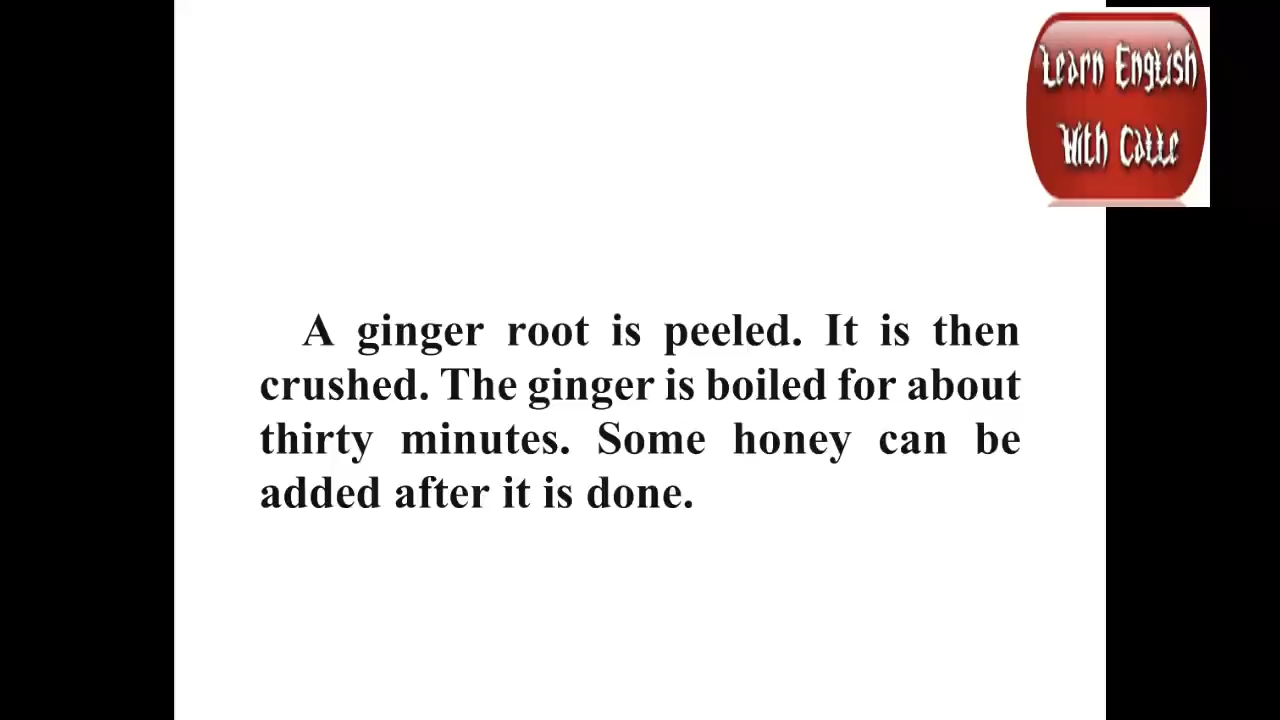 Learn English
With Catte
A ginger root is peeled. It is then
crushed. The ginger is boiled for about
thirty minutes. Some honey can be
added after it is done.